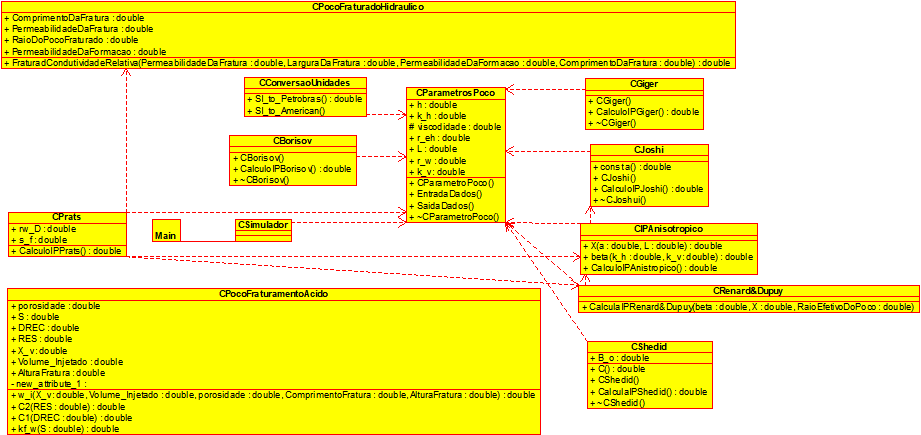 CPocoFraturadoHidraulico
+ ComprimentoDaFratura : double
+ PermeabilidadeDaFratura : double
+ RaioDoPocoFraturado : double
+ PermeabilidadeDaFormacao : double
+ FraturadCondutividadeRelativa(PermeabilidadeDaFratura : double, LarguraDaFratura : double, PermeabilidadeDaFormacao : double, ComprimentoDaFratura : double) : double
CConversaoUnidades
+ SI_to_Petrobras() : double
+ SI_to_American()
CParametrosPoco
+ h : double
+ k_h : double
# viscodidade : double
+ r_eh : double
+ L : double
+ r_w : double
+ k_v : double
+ CParametroPoco()
+ EntradaDados()
+ SaidaDados()
+ ~CParametroPoco()
CGiger
+ CGiger()
+ CalculoIPGiger() : double
+ ~CGiger()
CBorisov
+ CBorisov()
+ CalculoIPBorisov() : double
+ ~CBorisov()
CJoshi
+ consta() : double
+ CJoshi()
+ CalculoIPJoshi() : double
+ ~CJoshui()
CPrats
+ rw_D : double
+ s_f : double
+ CalculoIPPrats() : double
Main
CSimulador
CIPAnisotropico
+ X(a : double, L : double) : double
+ beta(k_h : double, k_v : double) : double
+ CalculoIPAnistropico() : double
CRenard&Dupuy
+ CalculaIPRenard&Dupuy(beta : double, X : double, RaioEfetivoDoPoco : double)
CPocoFraturamentoAcido
+ porosidade : double
+ S : double
+ DREC : double
+ RES : double
+ X_v : double
+ Volume_Injetado : double
+ AlturaFratura : double
- new_attribute_1 :
+ w_i(X_v : double, Volume_Injetado : double, porosidade : double, ComprimentoFratura : double, AlturaFratura : double) : double
+ C2(RES : double) : double
+ C1(DREC : double) : double
+ kf_w(S : double) : double
CShedid
+ B_o : double
+ C() : double
+ CShedid()
+ CalculaIPShedid() : double
+ ~CShedid()